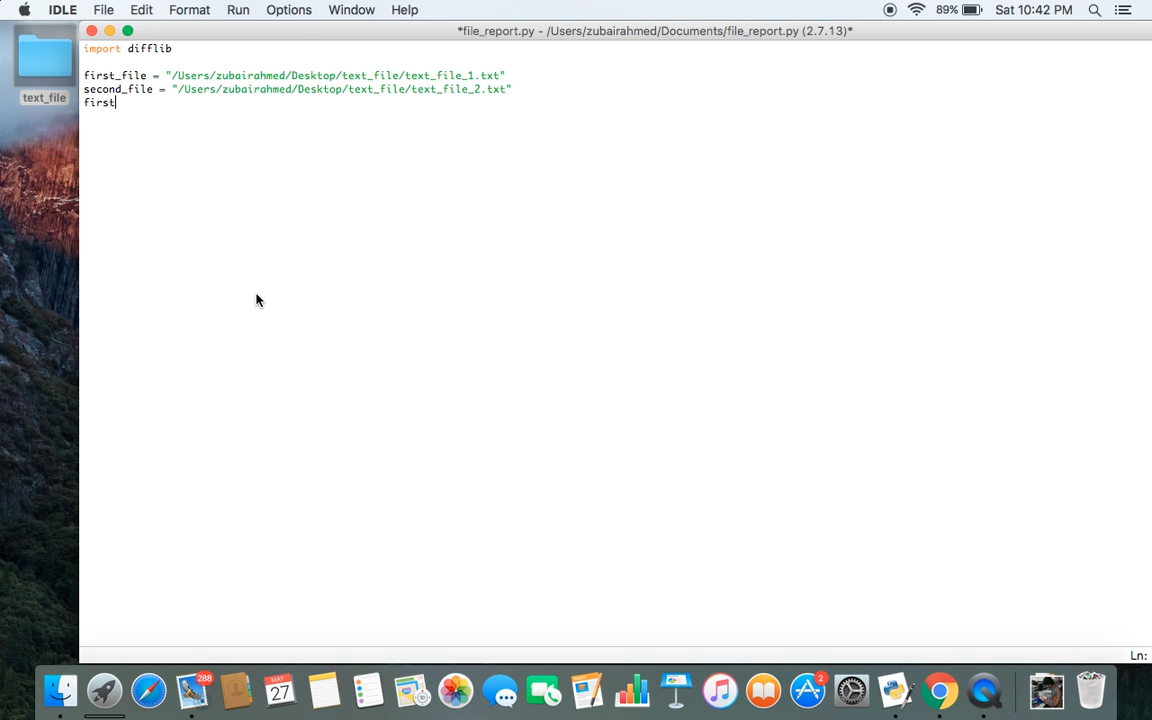 IDLE File Edit Format Run Options Window Help 89% Sat 10:42 PM
*file_report.py - /Users/zubairahmed/Documents/file_report.py (2.7.13)*
import difflib
first_file = "/Users/zubairahmed/Desktop/text_file/text_file_1.txt"
second_file = "/Users/zubairahmed/Desktop/text_file/text_file_2.txt"
first
text_file
Ln:
288
MAY
27
2